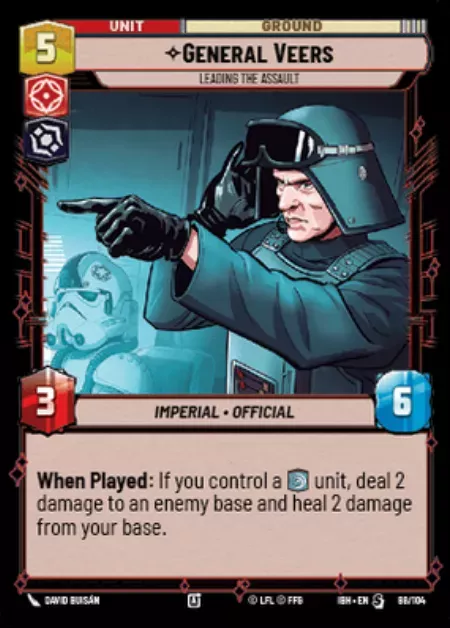 UNIT GROUND
5
GENERAL VEERS
LEADING THE ASSAULT
3
IMPERIAL • OFFICIAL
6
When Played: If you control a unit, deal 2
damage to an enemy base and heal 2 damage
from your base.
DAVID BUISÁN © LFL ® FFG IBH • EN 88/104